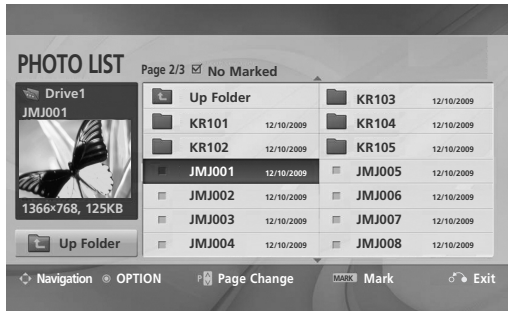 PHOTO LIST
Page 2/3 No Marked
Drive1
JMJ001
1366×768, 125KB
Up Folder
Up Folder
KR101 12/10/2009
KR102 12/10/2009
JMJ001 12/10/2009
JMJ002 12/10/2009
JMJ003 12/10/2009
JMJ004 12/10/2009
KR103 12/10/2009
KR104 12/10/2009
KR105 12/10/2009
JMJ005 12/10/2009
JMJ006 12/10/2009
JMJ007 12/10/2009
JMJ008 12/10/2009
Navigation OPTION P Page Change MARK Mark Exit